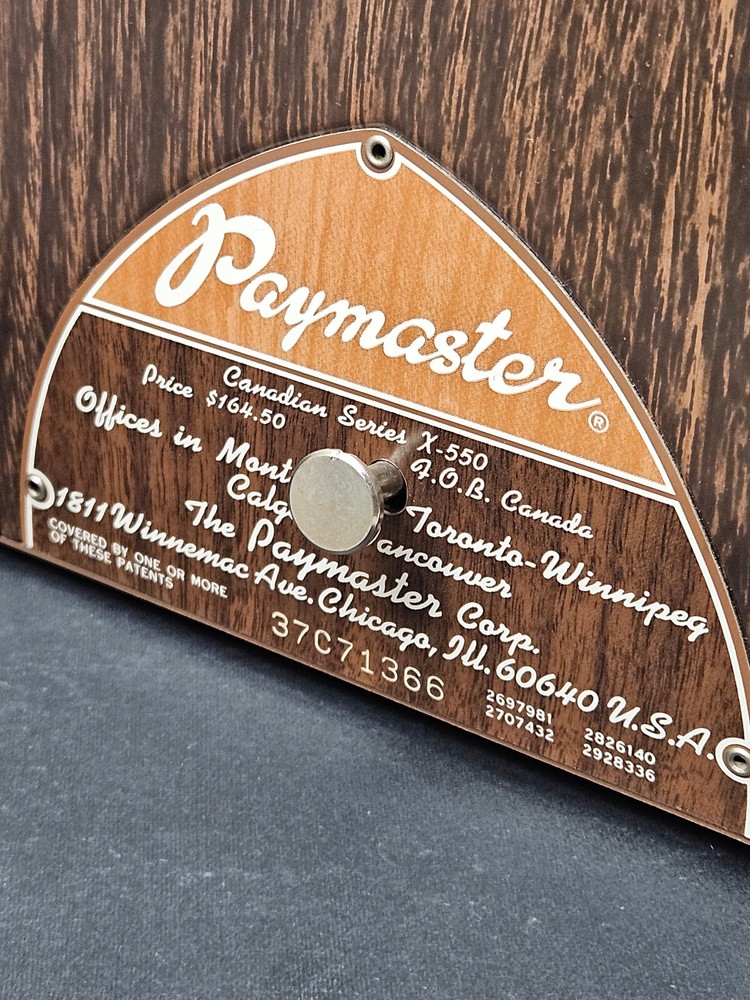 Paymaster®
Canadian Series X-550
Price $164.50 F.O.B. Canada
Offices in Toronto-Winnipeg
The Paymaster Corp.
1811 Winnemac Ave. Chicago, Ill. 60640 U.S.A.
COVERED BY ONE OR MORE
OF THESE PATENTS
37C71366
2697981 2826140
2707432 2928336